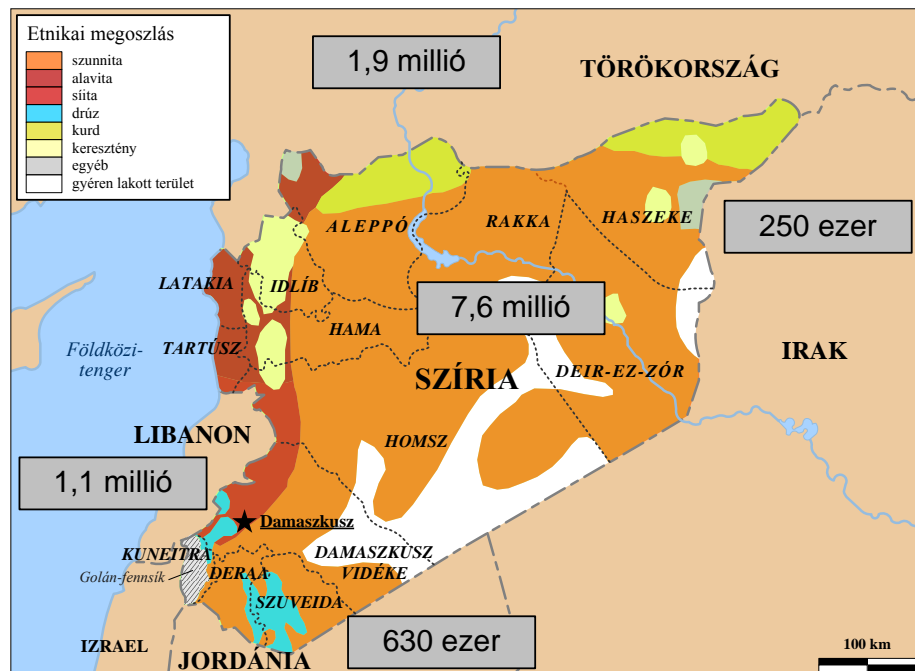 Etnikai megoszlás
szunnita
alavita
síita
drúz
kurd
keresztény
egyéb
gyéren lakott terület
1,9 millió
TÖRÖKORSZÁG
ALEPPÓ
RAKKA
HASZEKE
250 ezer
LATAKIA
IDLÍB
7,6 millió
HAMA
TARTÚSZ
Földközi-
tenger
SZÍRIA
DEIR-EZ-ZÓR
IRAK
LIBANON
HOMSZ
1,1 millió
Damaszkusz
KUNEITRA
DAMASZKUSZ
VIDÉKE
Golán-fennsík
DERAA
SZUVEIDA
630 ezer
IZRAEL
JORDÁNIA
100 km